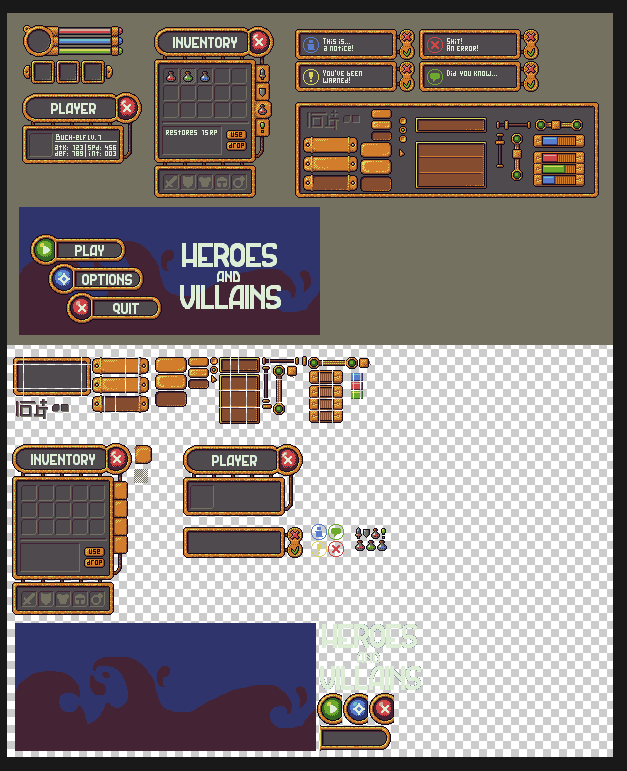 INVENTORY
THIS IS...
A NOTICE!
SHIT!
AN ERROR!
YOU'VE BEEN
WARNED!
DID YOU KNOW...
PLAYER
BUCK-ELF LV. 1
ATK: 123 SPD: 456
DEF: 789 INT: 003
RESTORES 15 RP
USE
DROP
PLAY
OPTIONS
QUIT
HEROES
AND
VILLAINS
INVENTORY
PLAYER
USE
DROP
HEROES
AND
VILLAINS